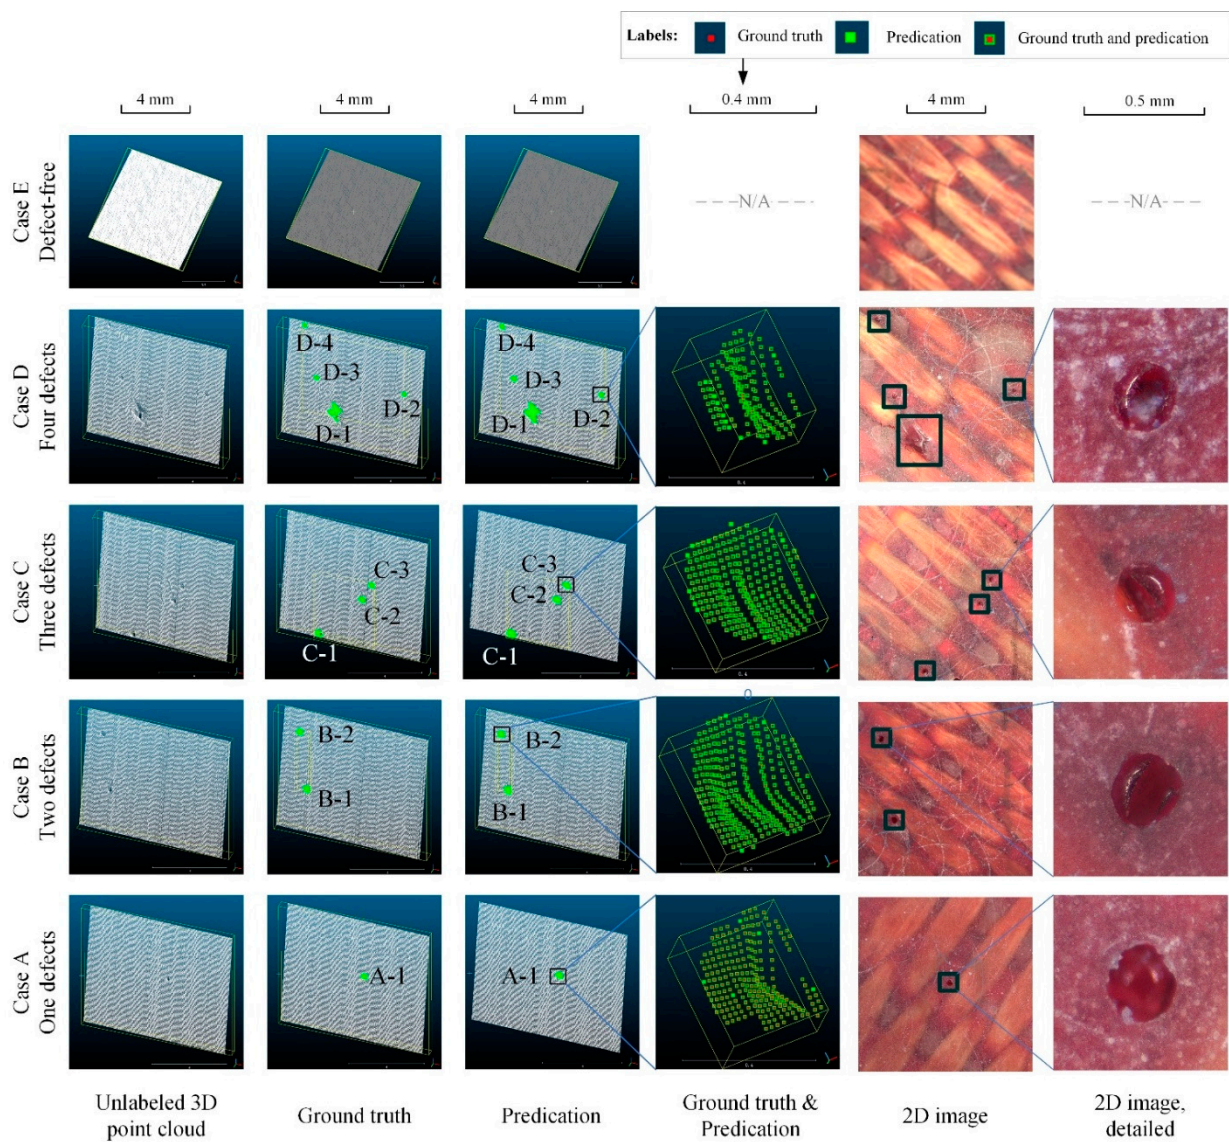 Labels: Ground truth Predication Ground truth and predication
4 mm 4 mm 4 mm 0.4 mm 4 mm 0.5 mm
Case E
Defect-free
N/A N/A
Case D
Four defects
D-4 D-4
D-3 D-3
D-2 D-2
D-1 D-1
Case C
Three defects
C-3 C-3
C-2 C-2
C-1 C-1
0
Case B
Two defects
B-2 B-2
B-1 B-1
Case A
One defects
A-1 A-1
Unlabeled 3D
point cloud
Ground truth
Predication
Ground truth &
Predication
2D image
2D image,
detailed